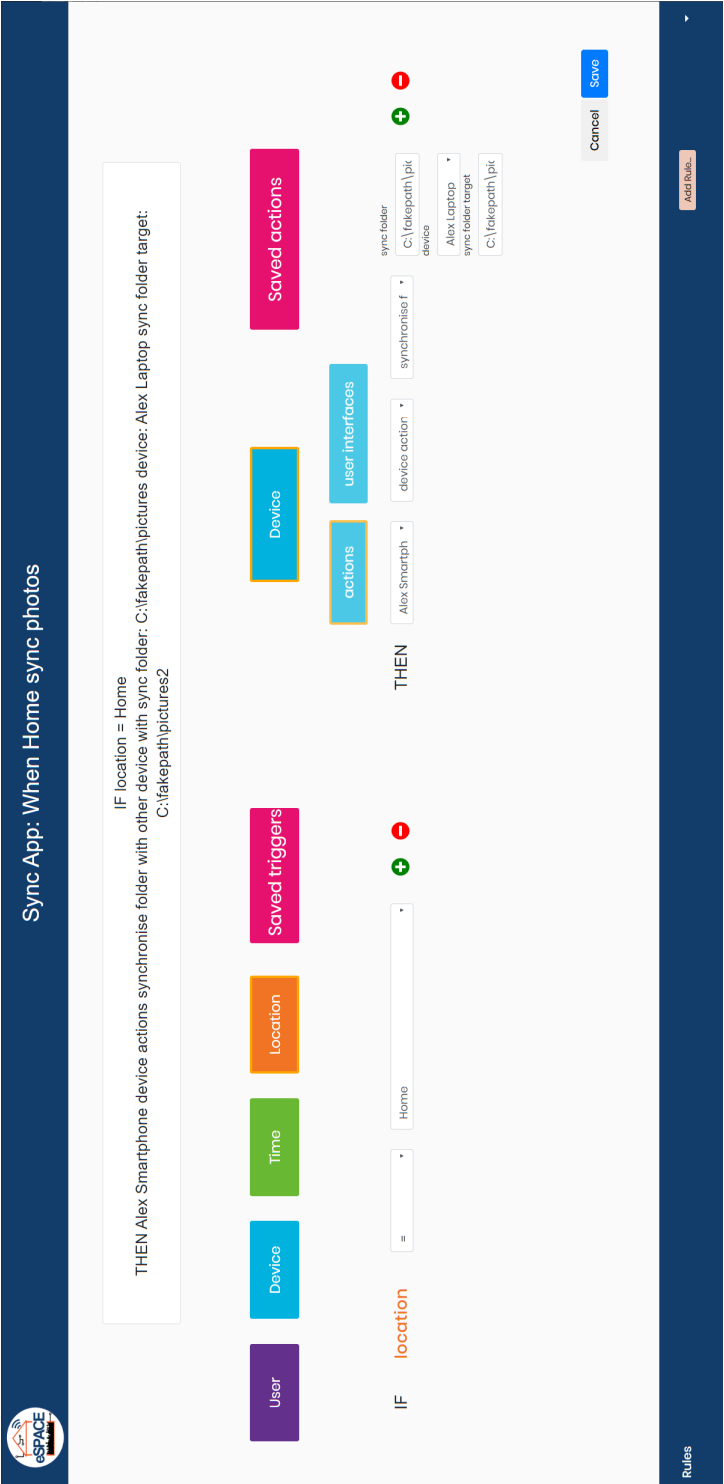 eSPACE
Sync App: When Home sync photos
IF location = Home
THEN Alex Smartphone device actions synchronise folder with other device with sync folder: C:\fakepath\pictures device: Alex Laptop sync folder target:
C:\fakepath\pictures2
User
Device
Time
Location
Saved triggers
Device
Saved actions
actions
user interfaces
IF
location
=
Home
THEN
Alex Smartph
device action
synchronise f
sync folder
C:\fakepath\pic
device
Alex Laptop
sync folder target
C:\fakepath\pic
Cancel
Save
Rules
Add Rule...